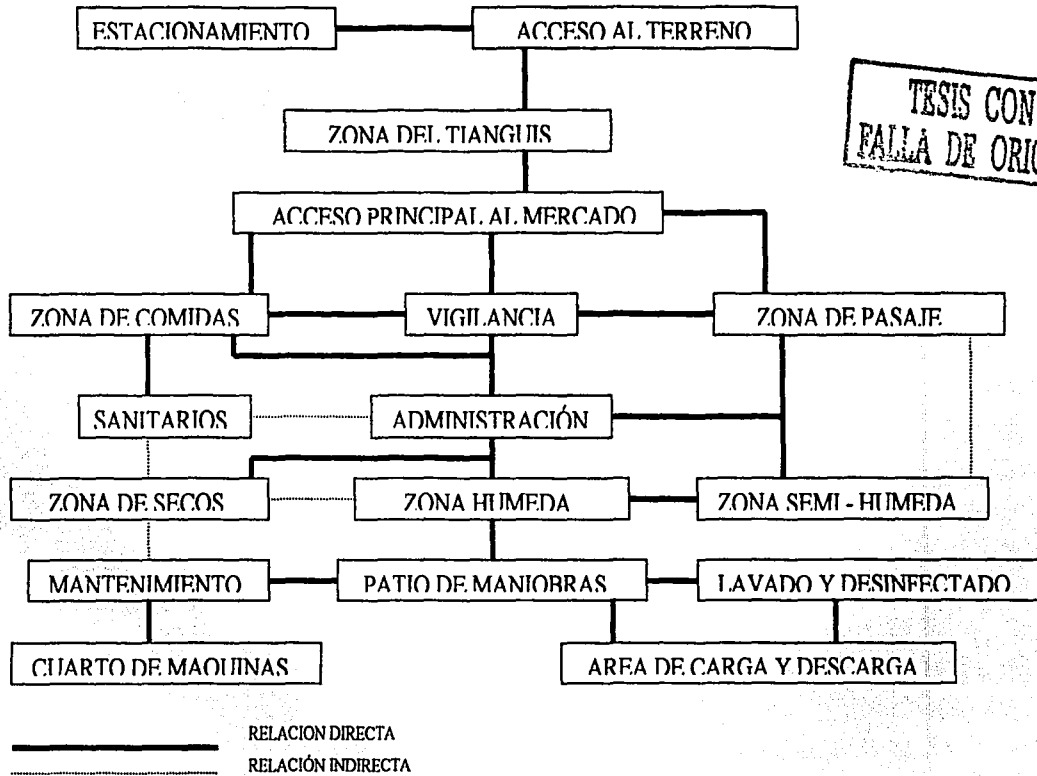 ESTACIONAMIENTO
ACCESO AL TERRENO
TESIS CON
FALLA DE
ZONA DEL TIANGUIS
ACCESO PRINCIPAL AL MERCADO
ZONA DE COMIDAS
VIGILANCIA
ZONA DE PASAJE
SANITARIOS
ADMINISTRACIÓN
ZONA DE SECOS
ZONA HUMEDA
ZONA SEMI - HUMEDA
MANTENIMIENTO
PATIO DE MANIOBRAS
LAVADO Y DESINFECTADO
CUARTO DE MAQUINAS
AREA DE CARGA Y DESCARGA
RELACION DIRECTA
RELACIÓN INDIRECTA